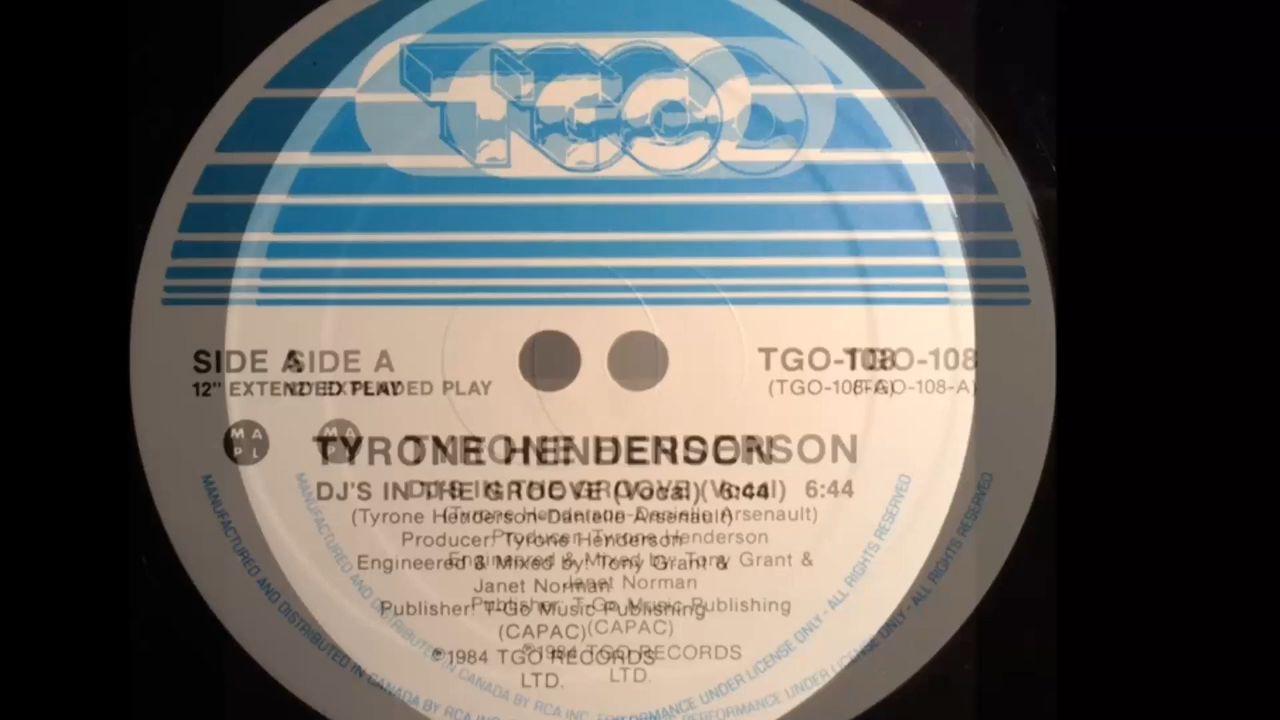 TGO
SIDE A TGO-108
12" EXTENDED PLAY (TGO-108-A)
MAPL
TYRONE HENDERSON
DJ'S IN THE GROOVE (Vocal) 6:44
(Tyrone Henderson-Danielle Arsenault)
Producer: Tyrone Henderson
Engineered & Mixed by: Tony Grant &
Janet Norman
Publisher: T-Go Music Publishing
(CAPAC)
℗1984 TGO RECORDS
LTD.
MANUFACTURED AND DISTRIBUTED IN CANADA BY RCA INC. PERFORMANCE UNDER LICENSE ONLY - ALL RIGHTS RESERVED